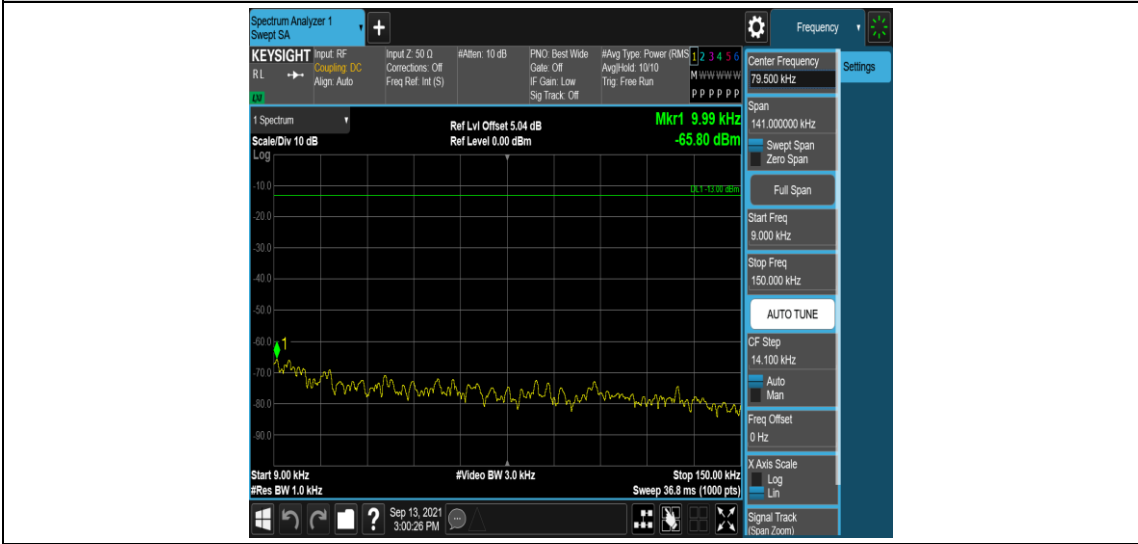 Spectrum Analyzer 1
Swept SA
Frequency
KEYSIGHT
RL
Input: RF
Coupling: DC
Align: Auto
Input Z: 50 Ω
Corrections: Off
Freq Ref: Int (S)
#Atten: 10 dB
PNO: Best Wide
Gate: Off
IF Gain: Low
Sig Track: Off
#Avg Type: Power (RMS
Avg|Hold: 10/10
Trig: Free Run
1 2 3 4 5 6
M W W W W W
P P P P P P
1 Spectrum
Scale/Div 10 dB
Log
Ref Lvl Offset 5.04 dB
Ref Level 0.00 dBm
Mkr1 9.99 kHz
-65.80 dBm
DL1 -13.00 dBm
-10.0
-20.0
-30.0
-40.0
-50.0
-60.0
1
-70.0
-80.0
-90.0
Start 9.00 kHz
#Video BW 3.0 kHz
Stop 150.00 kHz
#Res BW 1.0 kHz
Sweep 36.8 ms (1000 pts)
Sep 13, 2021
3:00:26 PM
Center Frequency
79.500 kHz
Settings
Span
141.000000 kHz
Swept Span
Zero Span
Full Span
Start Freq
9.000 kHz
Stop Freq
150.000 kHz
AUTO TUNE
CF Step
14.100 kHz
Auto
Man
Freq Offset
0 Hz
X Axis Scale
Log
Lin
Signal Track
(Span Zoom)